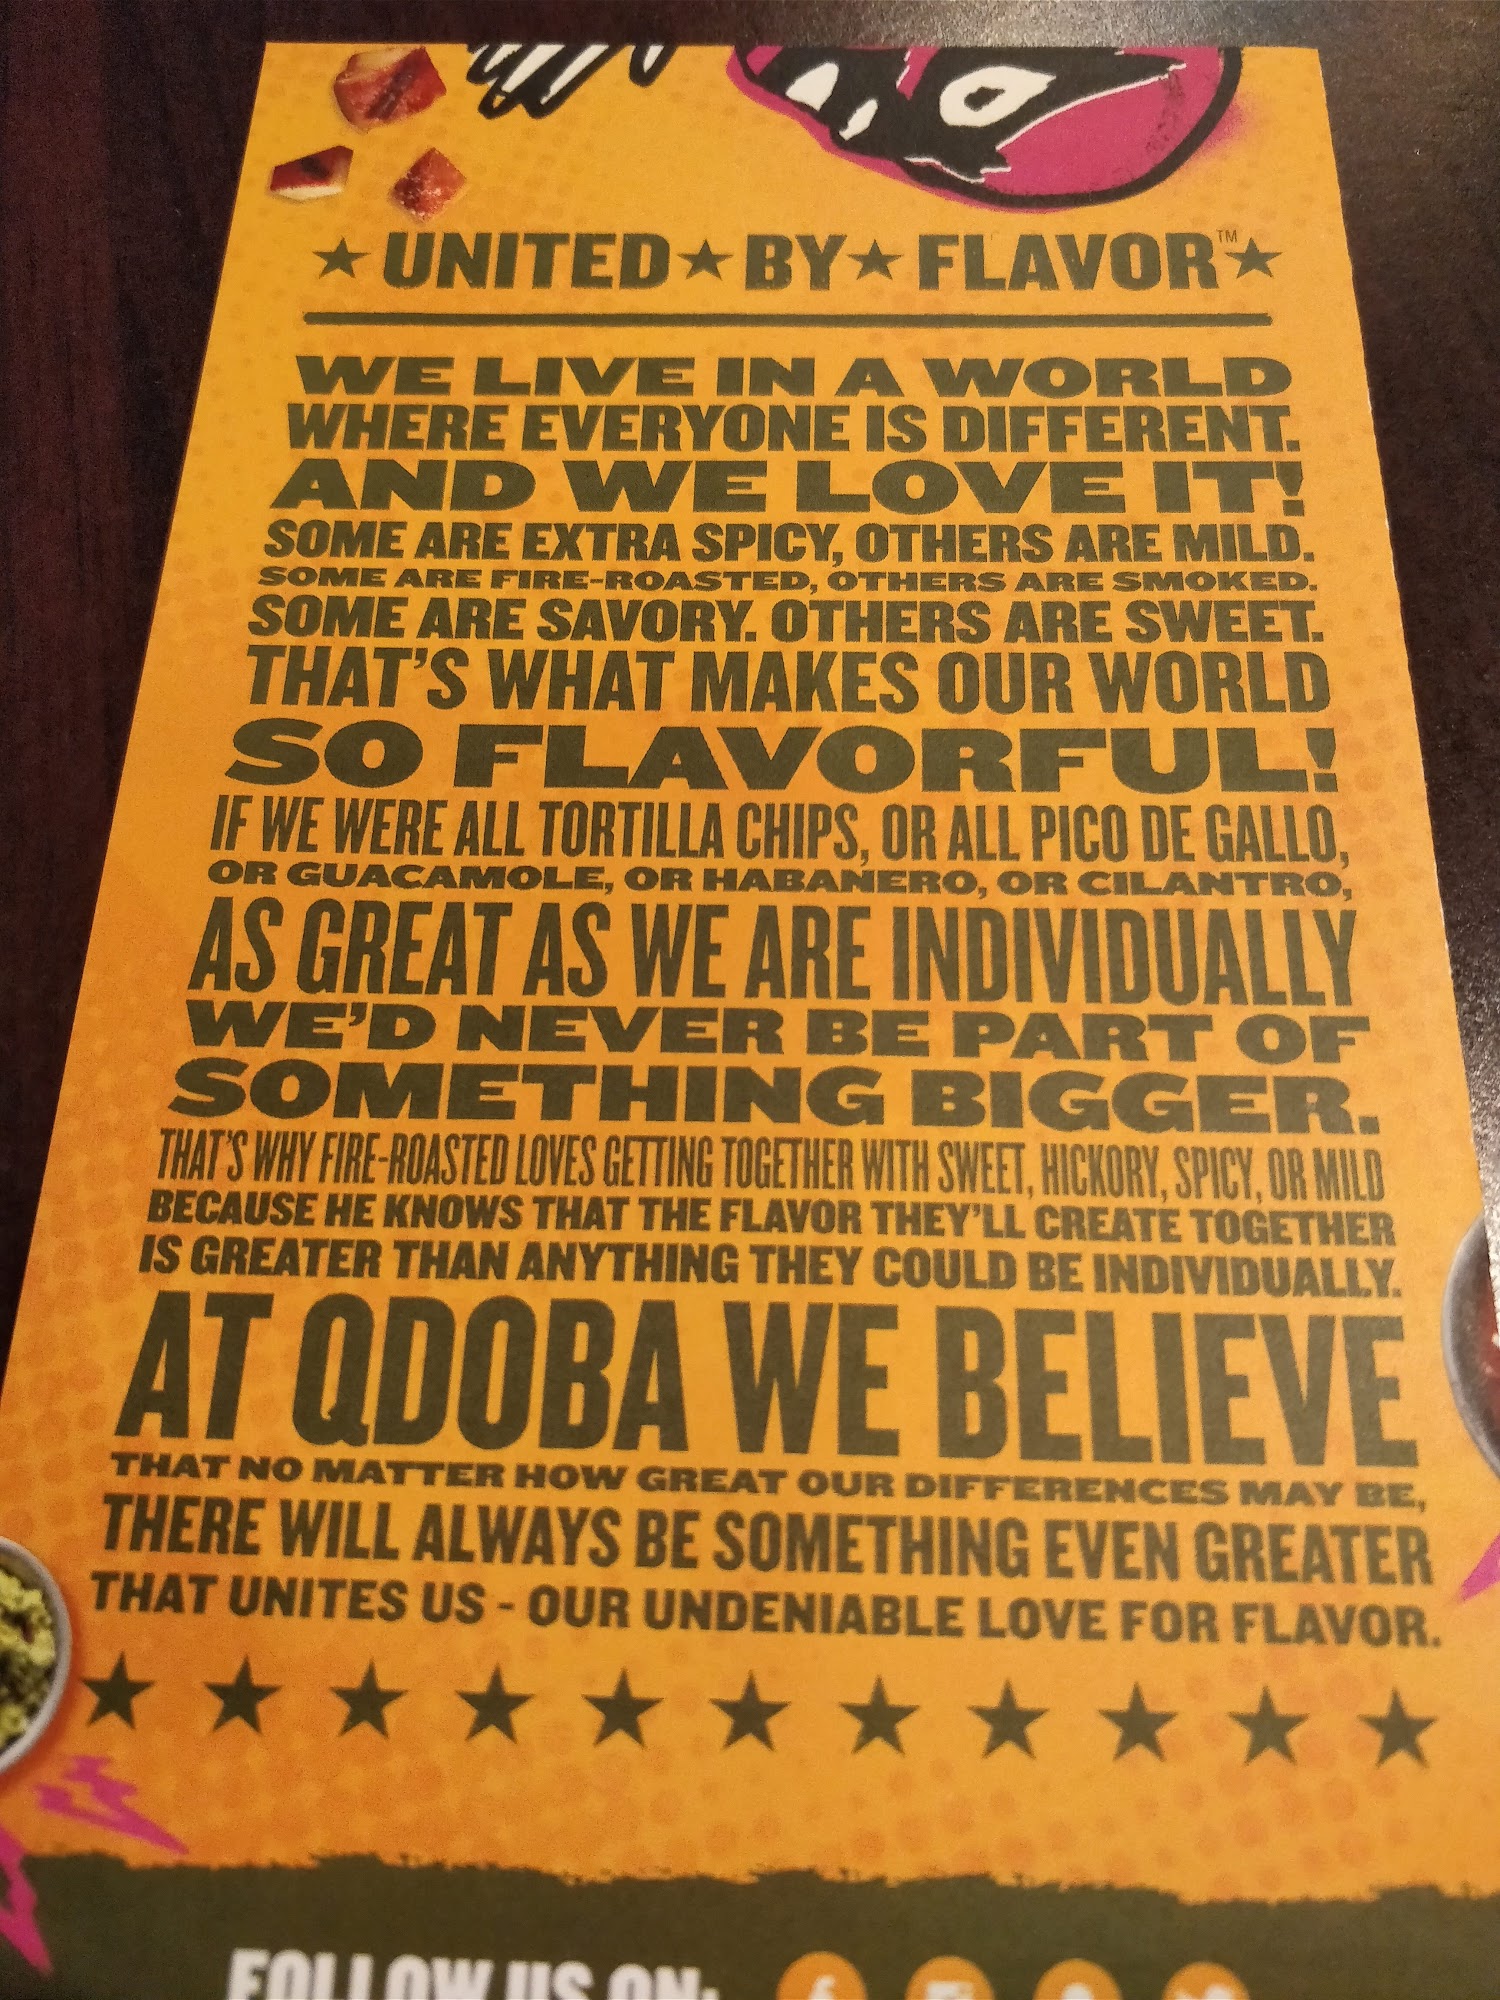 ★ UNITED ★ BY ★ FLAVOR™ ★
WE LIVE IN A WORLD
WHERE EVERYONE IS DIFFERENT.
AND WE LOVE IT!
SOME ARE EXTRA SPICY, OTHERS ARE MILD.
SOME ARE FIRE-ROASTED, OTHERS ARE SMOKED.
SOME ARE SAVORY. OTHERS ARE SWEET.
THAT'S WHAT MAKES OUR WORLD
SO FLAVORFUL!
IF WE WERE ALL TORTILLA CHIPS, OR ALL PICO DE GALLO,
OR GUACAMOLE, OR HABANERO, OR CILANTRO,
AS GREAT AS WE ARE INDIVIDUALLY
WE'D NEVER BE PART OF
SOMETHING BIGGER.
THAT'S WHY FIRE-ROASTED LOVES GETTING TOGETHER WITH SWEET, HICKORY, SPICY, OR MILD
BECAUSE HE KNOWS THAT THE FLAVOR THEY'LL CREATE TOGETHER
IS GREATER THAN ANYTHING THEY COULD BE INDIVIDUALLY.
AT QDOBA WE BELIEVE
THAT NO MATTER HOW GREAT OUR DIFFERENCES MAY BE,
THERE WILL ALWAYS BE SOMETHING EVEN GREATER
THAT UNITES US - OUR UNDENIABLE LOVE FOR FLAVOR.
FOLLOW US ON: